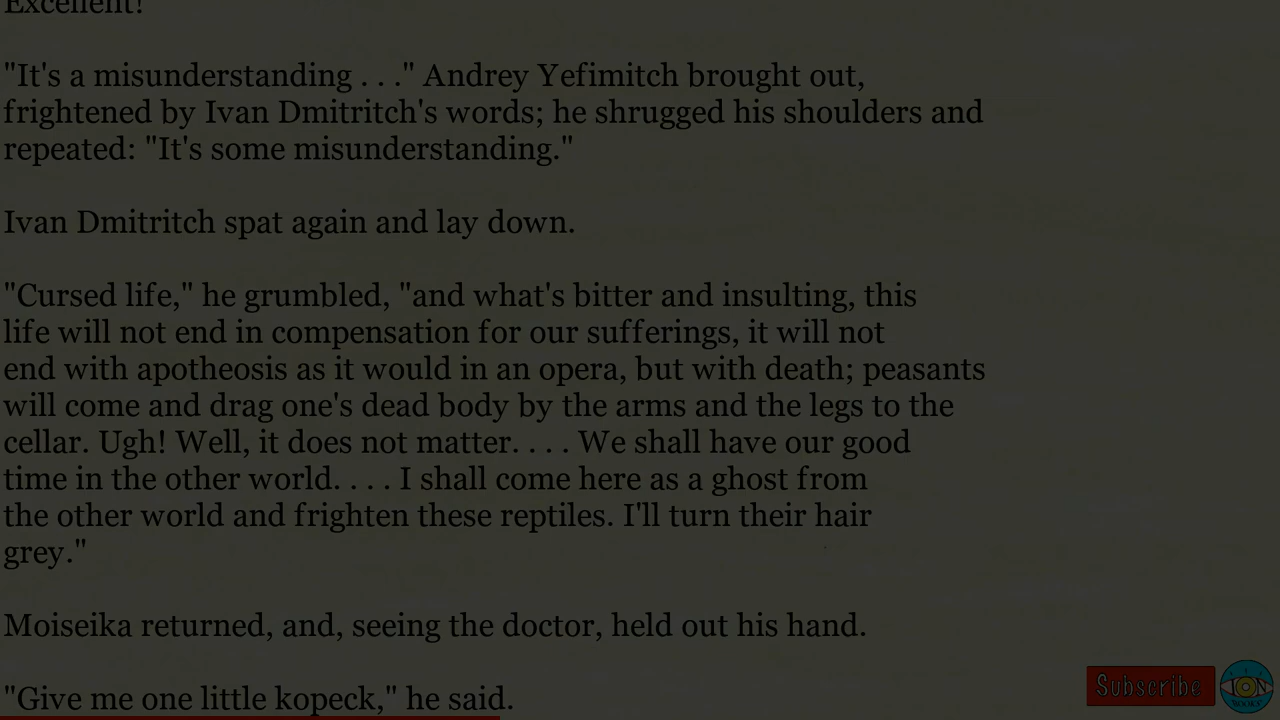 Excellent!
"It's a misunderstanding . . ." Andrey Yefimitch brought out,
frightened by Ivan Dmitritch's words; he shrugged his shoulders and
repeated: "It's some misunderstanding."
Ivan Dmitritch spat again and lay down.
"Cursed life," he grumbled, "and what's bitter and insulting, this
life will not end in compensation for our sufferings, it will not
end with apotheosis as it would in an opera, but with death; peasants
will come and drag one's dead body by the arms and the legs to the
cellar. Ugh! Well, it does not matter. . . . We shall have our good
time in the other world. . . . I shall come here as a ghost from
the other world and frighten these reptiles. I'll turn their hair
grey."
Moiseika returned, and, seeing the doctor, held out his hand.
"Give me one little kopeck," he said.
Subscribe
ION
BOOKS